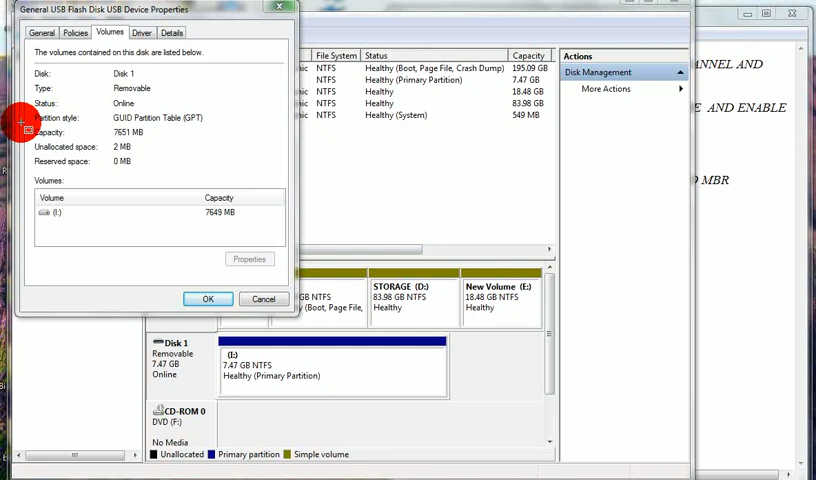 General USB Flash Disk USB Device Properties
General Policies Volumes Driver Details
The volumes contained on this disk are listed below.
Disk: Disk 1
Type: Removable
Status: Online
Partition style: GUID Partition Table (GPT)
Capacity: 7651 MB
Unallocated space: 2 MB
Reserved space: 0 MB
Volumes:
Volume Capacity
(I:) 7649 MB
Properties
OK Cancel
File System Status Capacity
NTFS Healthy (Boot, Page File, Crash Dump) 195.09 GB
NTFS Healthy (Primary Partition) 7.47 GB
NTFS Healthy 18.48 GB
NTFS Healthy 83.98 GB
NTFS Healthy (System) 549 MB
Actions
Disk Management
More Actions
AND
E AND ENABLE
MBR
GB NTFS
(Boot, Page File,
STORAGE (D:)
83.98 GB NTFS
Healthy
New Volume (E:)
18.48 GB NTFS
Healthy
Disk 1
Removable
7.47 GB
Online
(I:)
7.47 GB NTFS
Healthy (Primary Partition)
CD-ROM 0
DVD (F:)
No Media
Unallocated Primary partition Simple volume